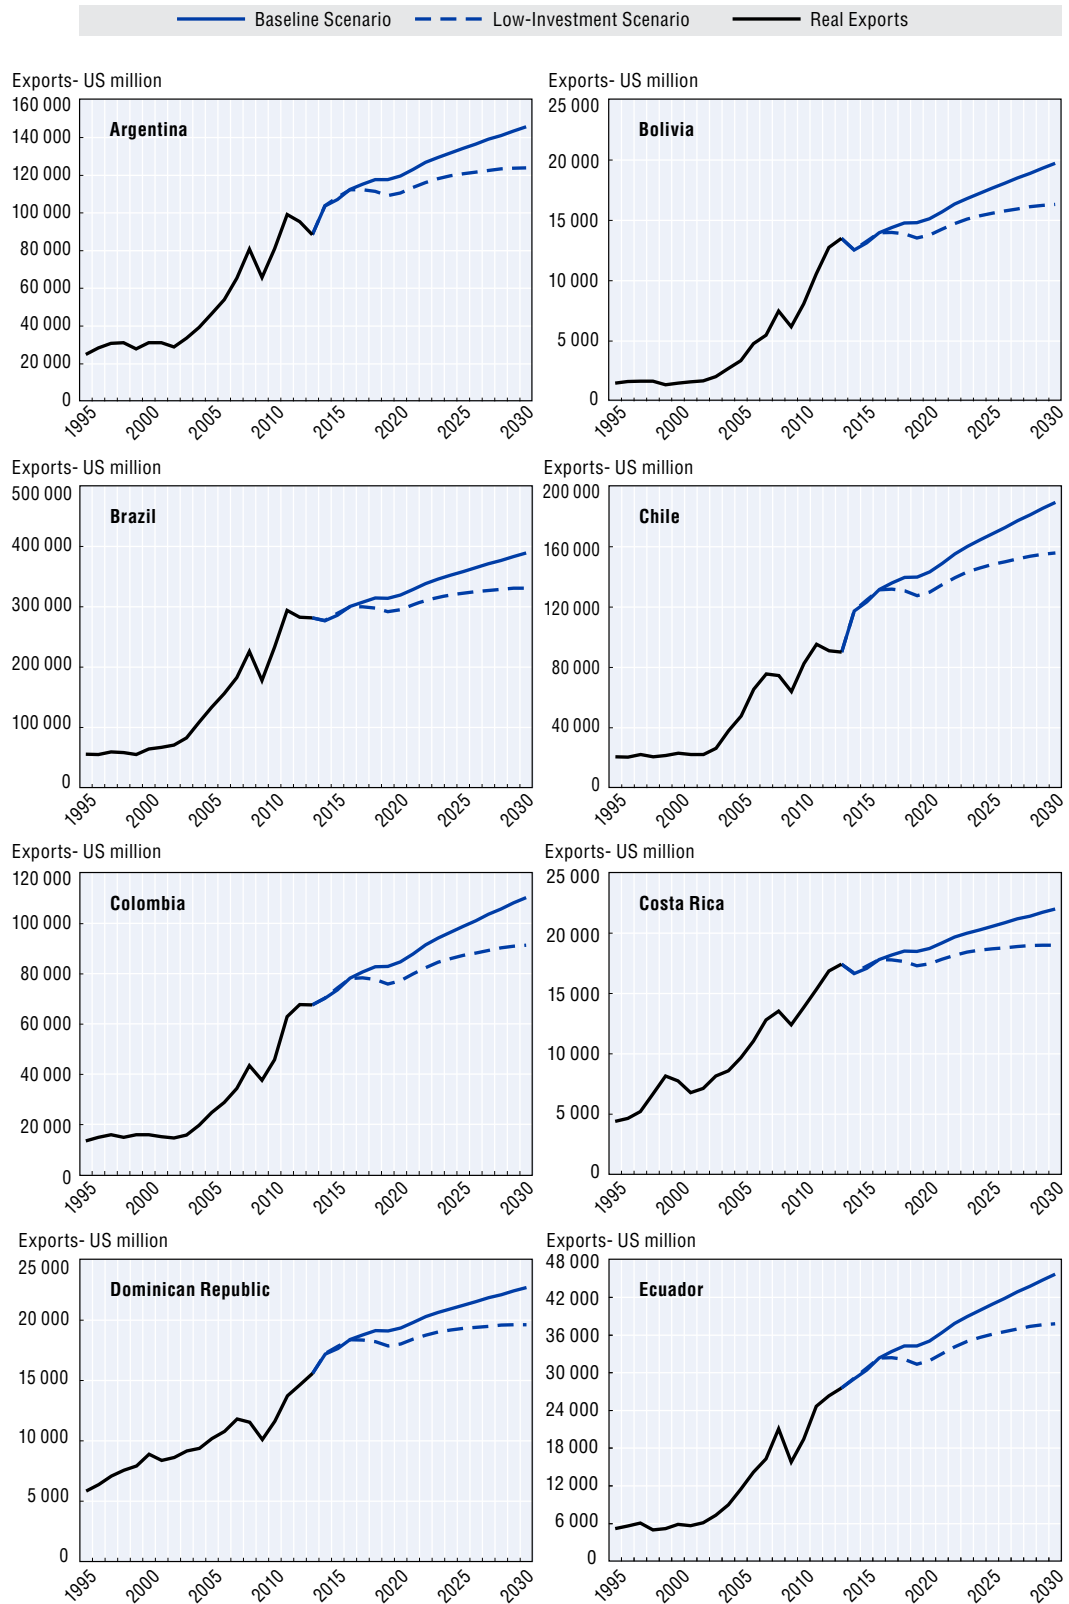 Baseline Scenario Low-Investment Scenario Real Exports
Exports- US million
160 000
140 000
120 000
100 000
80 000
60 000
40 000
20 000
0
Argentina
1995 2000 2005 2010 2015 2020 2025 2030
Exports- US million
25 000
20 000
15 000
10 000
5 000
0
Bolivia
1995 2000 2005 2010 2015 2020 2025 2030
Exports- US million
500 000
400 000
300 000
200 000
100 000
0
Brazil
1995 2000 2005 2010 2015 2020 2025 2030
Exports- US million
200 000
160 000
120 000
80 000
40 000
0
Chile
1995 2000 2005 2010 2015 2020 2025 2030
Exports- US million
120 000
100 000
80 000
60 000
40 000
20 000
0
Colombia
1995 2000 2005 2010 2015 2020 2025 2030
Exports- US million
25 000
20 000
15 000
10 000
5 000
0
Costa Rica
1995 2000 2005 2010 2015 2020 2025 2030
Exports- US million
25 000
20 000
15 000
10 000
5 000
0
Dominican Republic
1995 2000 2005 2010 2015 2020 2025 2030
Exports- US million
48 000
42 000
36 000
30 000
24 000
18 000
12 000
6 000
0
Ecuador
1995 2000 2005 2010 2015 2020 2025 2030